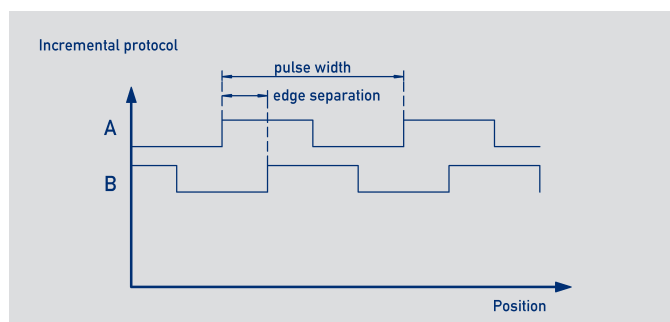 Incremental protocol
pulse width
edge separation
A
B
Position